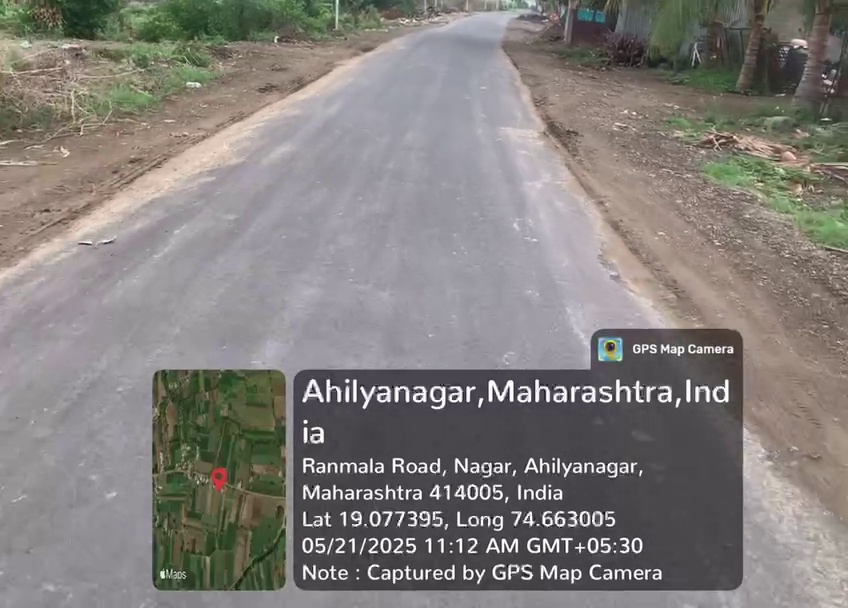 GPS Map Camera
Ahilyanagar,Maharashtra,Ind
ia
Ranmala Road, Nagar, Ahilyanagar,
Maharashtra 414005, India
Lat 19.077395, Long 74.663005
05/21/2025 11:12 AM GMT+05:30
Note : Captured by GPS Map Camera
Maps